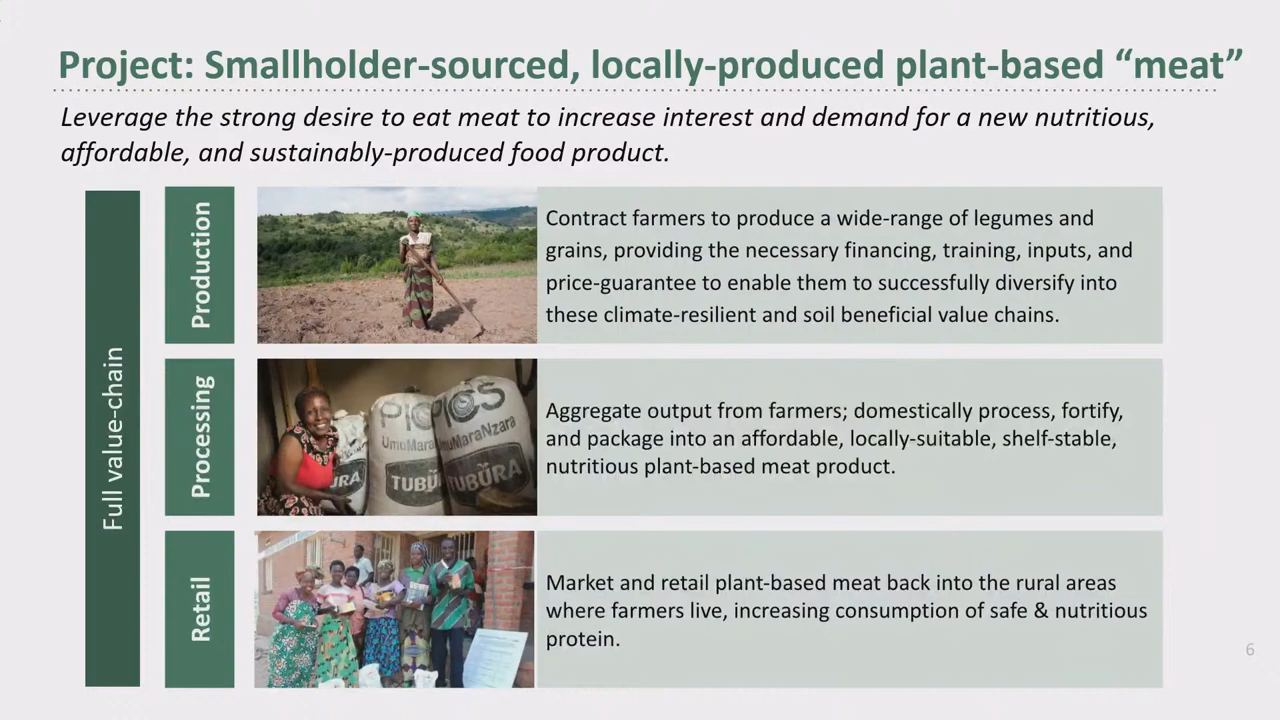 Project: Smallholder-sourced, locally-produced plant-based “meat”
Leverage the strong desire to eat meat to increase interest and demand for a new nutritious,
affordable, and sustainably-produced food product.
Full value-chain
Production
Contract farmers to produce a wide-range of legumes and
grains, providing the necessary financing, training, inputs, and
price-guarantee to enable them to successfully diversify into
these climate-resilient and soil beneficial value chains.
Processing
PICS
UmuMaraNzara
TUBURA
Aggregate output from farmers; domestically process, fortify,
and package into an affordable, locally-suitable, shelf-stable,
nutritious plant-based meat product.
Retail
Market and retail plant-based meat back into the rural areas
where farmers live, increasing consumption of safe & nutritious
protein.
6